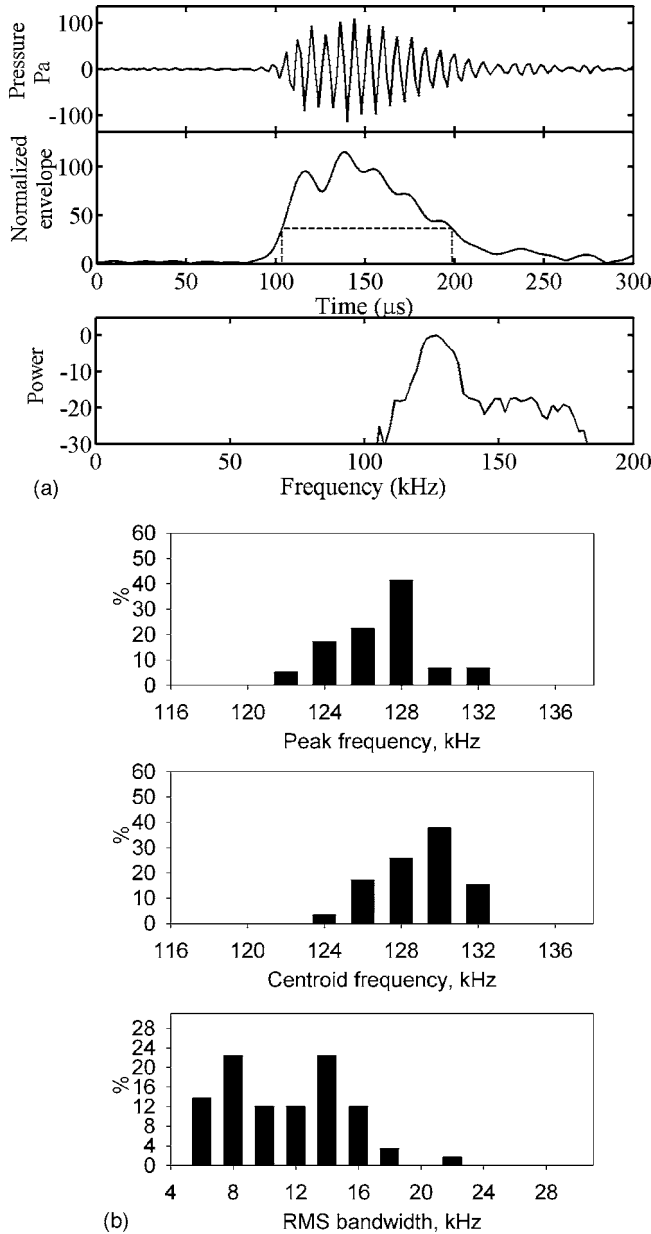 Pressure
Pa
100
0
-100
Normalized
envelope
100
50
0
0 50 100 150 200 250 300
Time (μs)
Power
0
-10
-20
-30
0 50 100 150 200
(a) Frequency (kHz)
%
60
50
40
30
20
10
0
116 120 124 128 132 136
Peak frequency, kHz
%
60
50
40
30
20
10
0
116 120 124 128 132 136
Centroid frequency, kHz
%
28
24
20
16
12
8
4
0
4 8 12 16 20 24 28
(b) RMS bandwidth, kHz